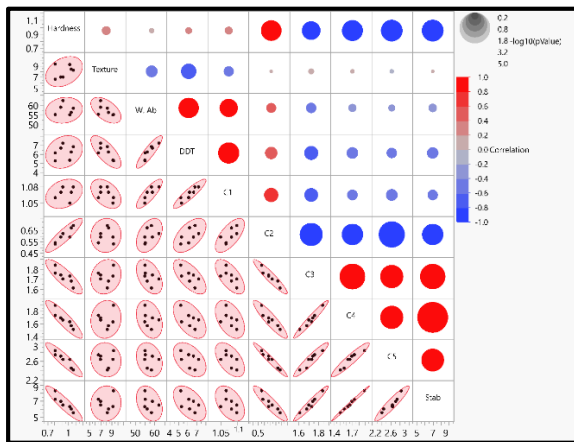 1.1 Hardness
0.9
0.7
9 Texture
7
5
60 W. Ab
55
50
7 DDT
6
5
4
1.08 C1
1.05
0.65 C2
0.55
0.45
1.8 C3
1.7
1.6
1.8 C4
1.6
1.4
3 C5
2.6
2.2
9 Stab
7
5
0.7 1 5 7 9 50 60 4 5 6 7 1.05 1.1 0.5 1.6 1.8 1.4 1.7 2.2 2.6 3 5 7 9
0.2
0.8
1.8 -log10(pValue)
3.2
5.0
1.0
0.8
0.6
0.4
0.2
0.0 Correlation
-0.2
-0.4
-0.6
-0.8
-1.0